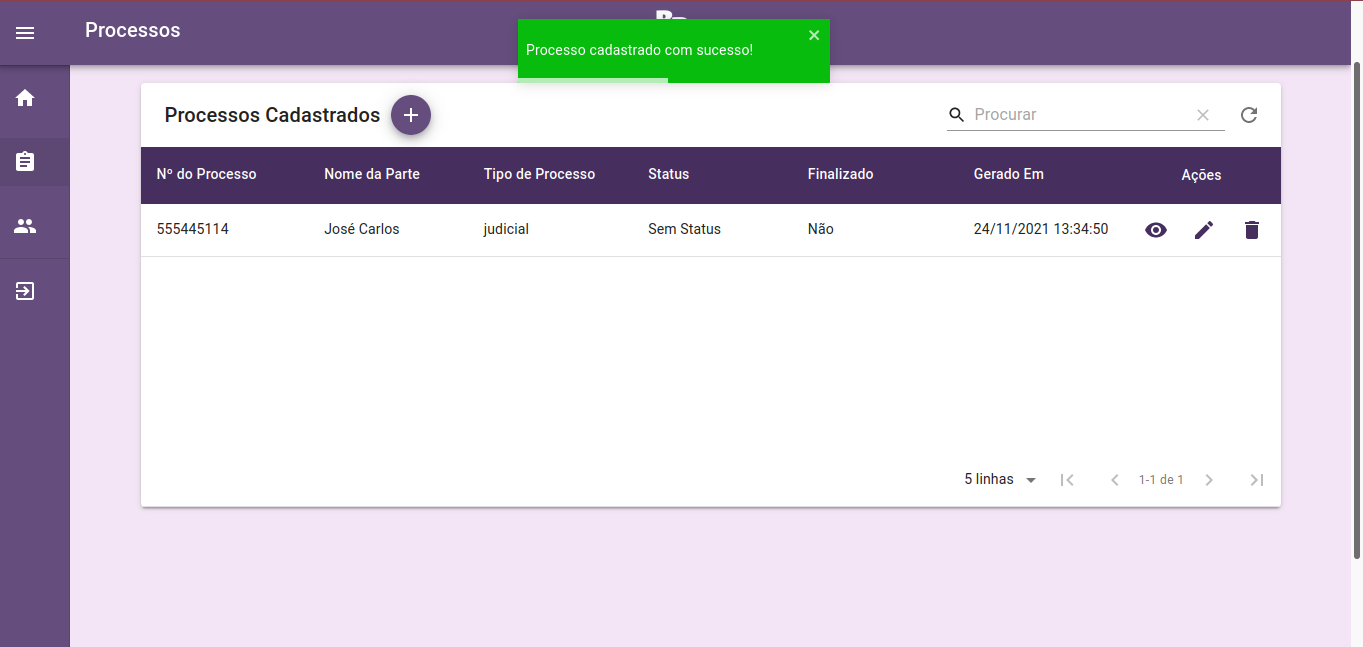 Processos
Processo cadastrado com sucesso!
Processos Cadastrados
Procurar
Nº do Processo Nome da Parte Tipo de Processo Status Finalizado Gerado Em Ações
555445114 José Carlos judicial Sem Status Não 24/11/2021 13:34:50
5 linhas 1-1 de 1